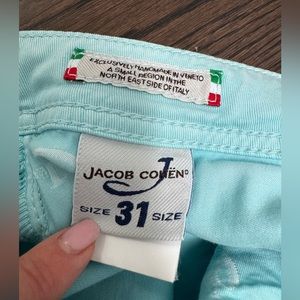 EXCLUSIVELY HANDMADE IN VENETO
A SMALL REGION IN THE
NORTH EAST SIDE OF ITALY
J
JACOB COHËN
SIZE 31 SIZE